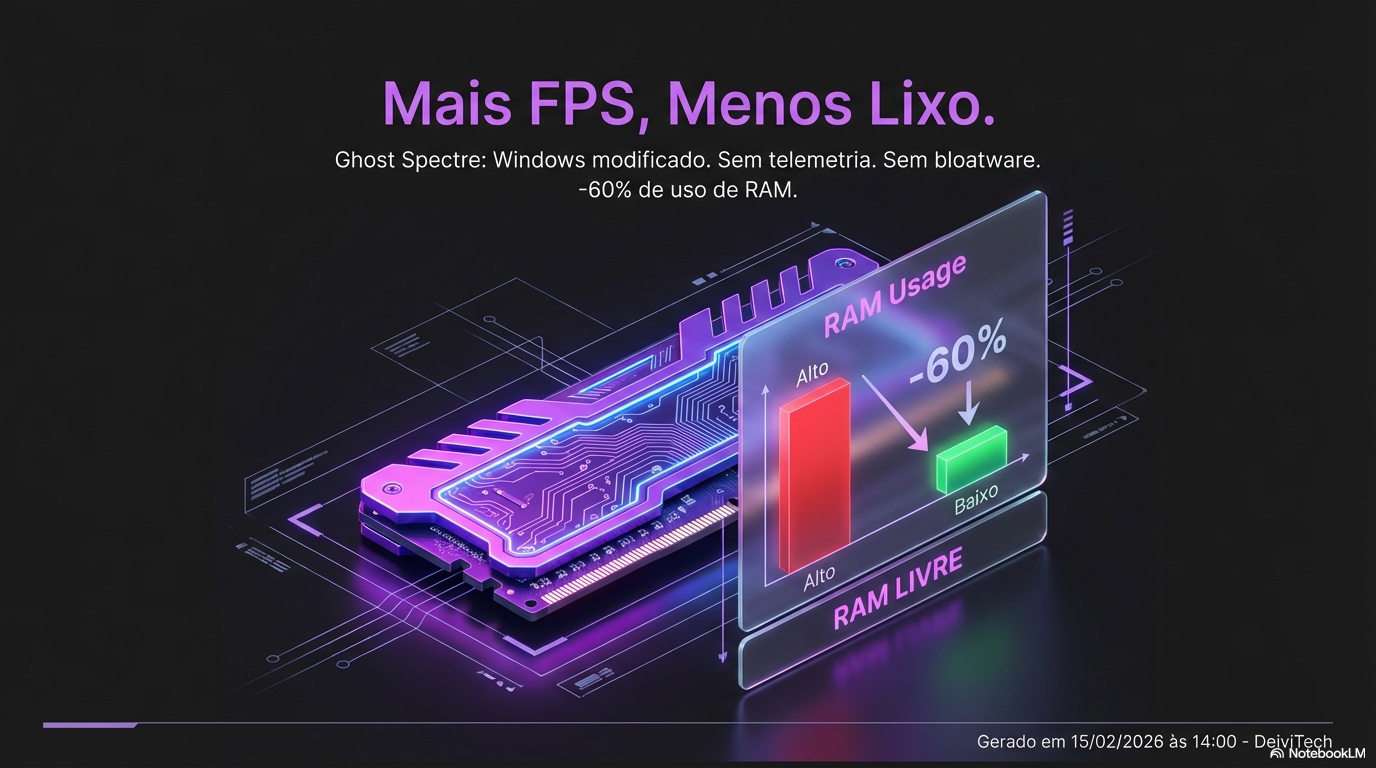 Mais FPS, Menos Lixo.
Ghost Spectre: Windows modificado. Sem telemetria. Sem bloatware.
-60% de uso de RAM.
RAM Usage
-60%
Alto
Baixo
Alto
RAM LIVRE
Gerado em 15/02/2026 às 14:00 - DeiviTech
NotebookLM